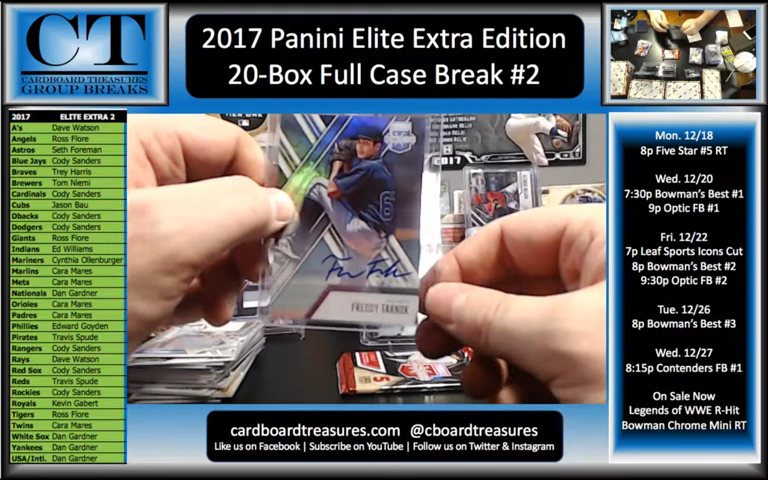 CT
CARDBOARD TREASURES
GROUP BREAKS
2017 Panini Elite Extra Edition
20-Box Full Case Break #2
2017 ELITE EXTRA 2
A's Dave Watson
Angels Ross Flore
Astros Seth Foreman
Blue Jays Cody Sanders
Braves Trey Harris
Brewers Tom Niemi
Cardinals Cody Sanders
Cubs Jason Bau
Dbacks Cody Sanders
Dodgers Cody Sanders
Giants Ross Flore
Indians Ed Williams
Mariners Cynthia Ollenburger
Marlins Cara Mares
Mets Cara Mares
Nationals Dan Gardner
Orioles Cara Mares
Padres Cara Mares
Phillies Edward Goyden
Pirates Travis Spude
Rangers Cody Sanders
Rays Dave Watson
Red Sox Cody Sanders
Reds Travis Spude
Rockies Cody Sanders
Royals Kevin Gabert
Tigers Ross Flore
Twins Cara Mares
White Sox Dan Gardner
Yankees Dan Gardner
USA/Intl. Dan Gardner
2017
6
FREDDY TARNOK
5
Mon. 12/18
8p Five Star #5 RT
Wed. 12/20
7:30p Bowman's Best #1
9p Optic FB #1
Fri. 12/22
7p Leaf Sports Icons Cut
8p Bowman's Best #2
9:30p Optic FB #2
Tue. 12/26
8p Bowman's Best #3
Wed. 12/27
8:15p Contenders FB #1
On Sale Now
Legends of WWE R-Hit
Bowman Chrome Mini RT
cardboardtreasures.com @cboardtreasures
Like us on Facebook | Subscribe on YouTube | Follow us on Twitter & Instagram